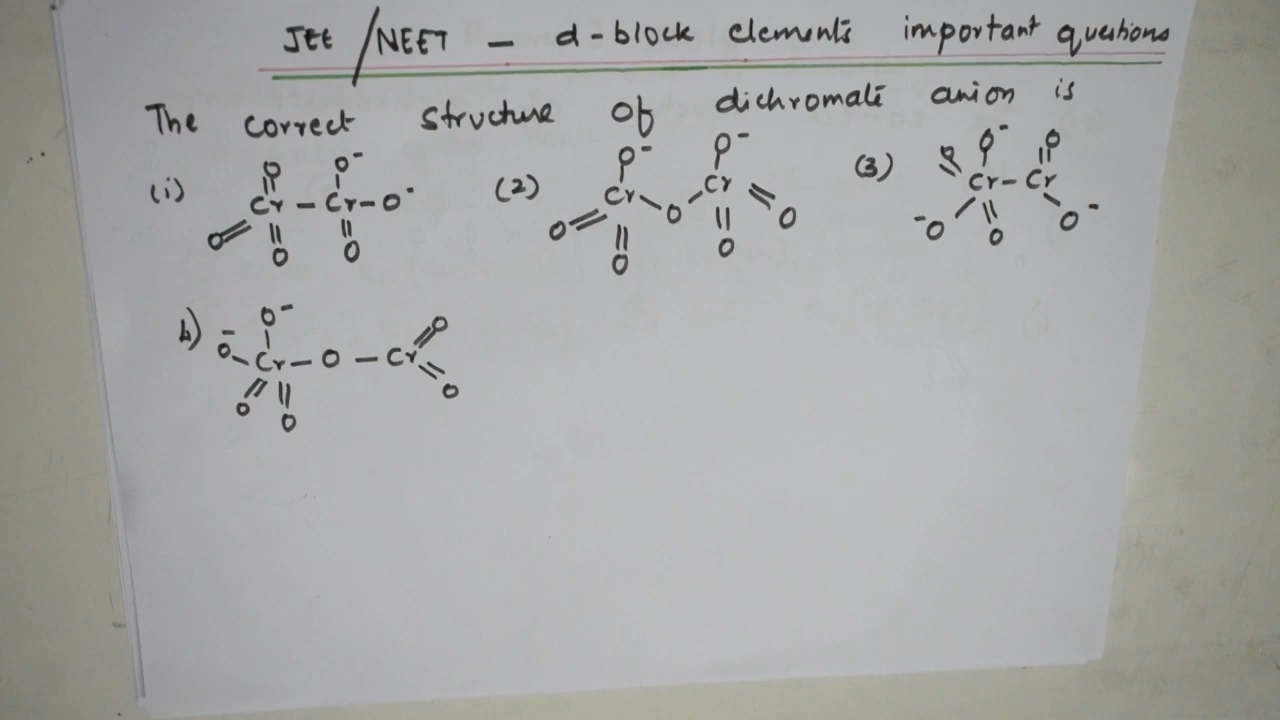 JEE /NEET - d-block elements important questions
The correct structure of dichromate anion is
(i) O O⁻ (2) O⁻ O⁻ (3) O O⁻ O
Cr - Cr - O⁻ Cr Cr Cr - Cr
O O O O O O O O ⁻O O O⁻
4) O⁻ O
⁻O Cr - O - Cr
O O O